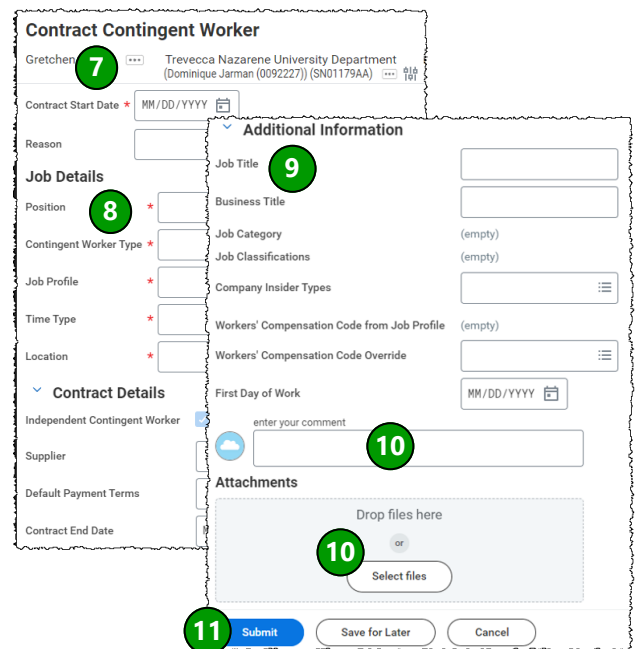 Contract Contingent Worker
Gretchen 7 Trevecca Nazarene University Department
(Dominique Jarman (0092227)) (SN01179AA)
Contract Start Date * MM/DD/YYYY
Reason
Job Details
Position 8 *
Contingent Worker Type *
Job Profile *
Time Type *
Location *
Contract Details
Independent Contingent Worker
Supplier
Default Payment Terms
Contract End Date
Additional Information
Job Title 9
Business Title
Job Category (empty)
Job Classifications (empty)
Company Insider Types
Workers' Compensation Code from Job Profile (empty)
Workers' Compensation Code Override
First Day of Work MM/DD/YYYY
enter your comment
10
Attachments
Drop files here
or
10
Select files
11 Submit Save for Later Cancel